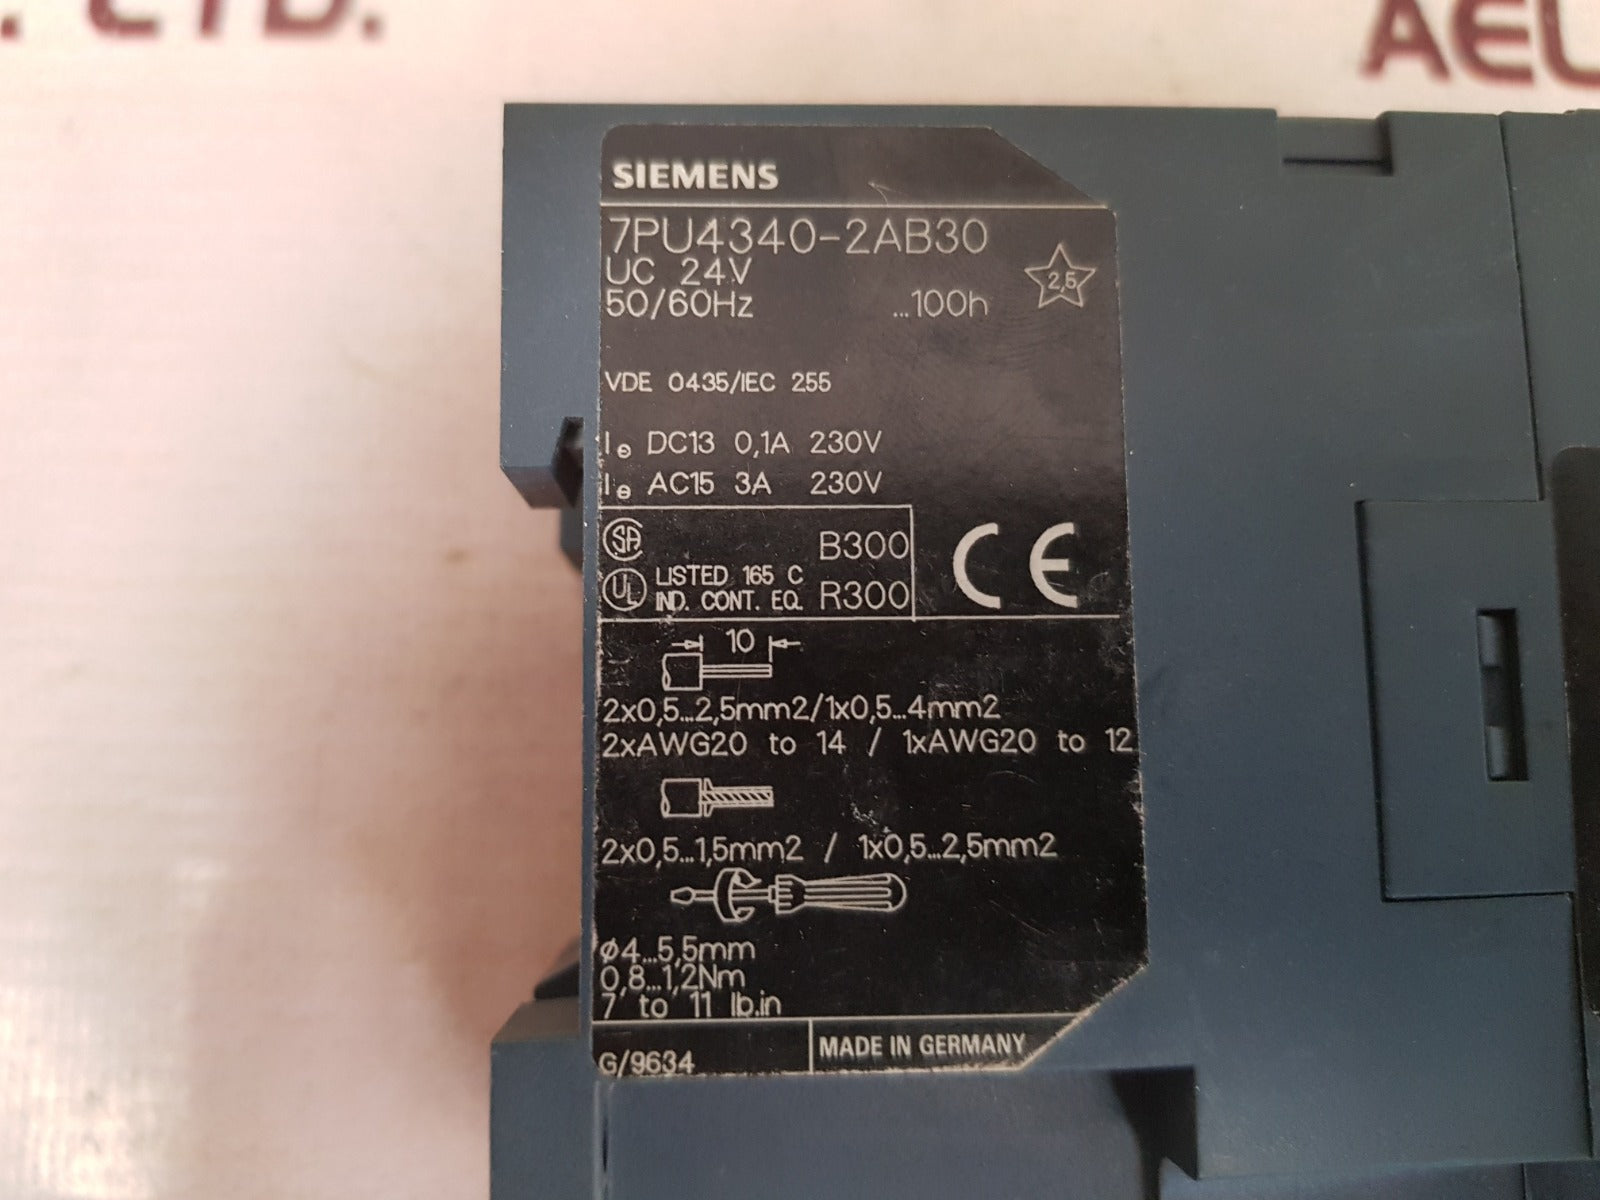 LTD.
SIEMENS
7PU4340-2AB30
UC 24V
50/60Hz ...100h
2,5
VDE 0435/IEC 255
Ie DC13 0,1A 230V
Ie AC15 3A 230V
SA B300
UL LISTED 165 C
IND. CONT. EQ. R300
CE
10
2x0,5...2,5mm2/1x0,5...4mm2
2xAWG20 to 14 / 1xAWG20 to 12
2x0,5...1,5mm2 / 1x0,5...2,5mm2
ø4...5,5mm
0,8...1,2Nm
7 to 11 lb.in
G/9634 MADE IN GERMANY